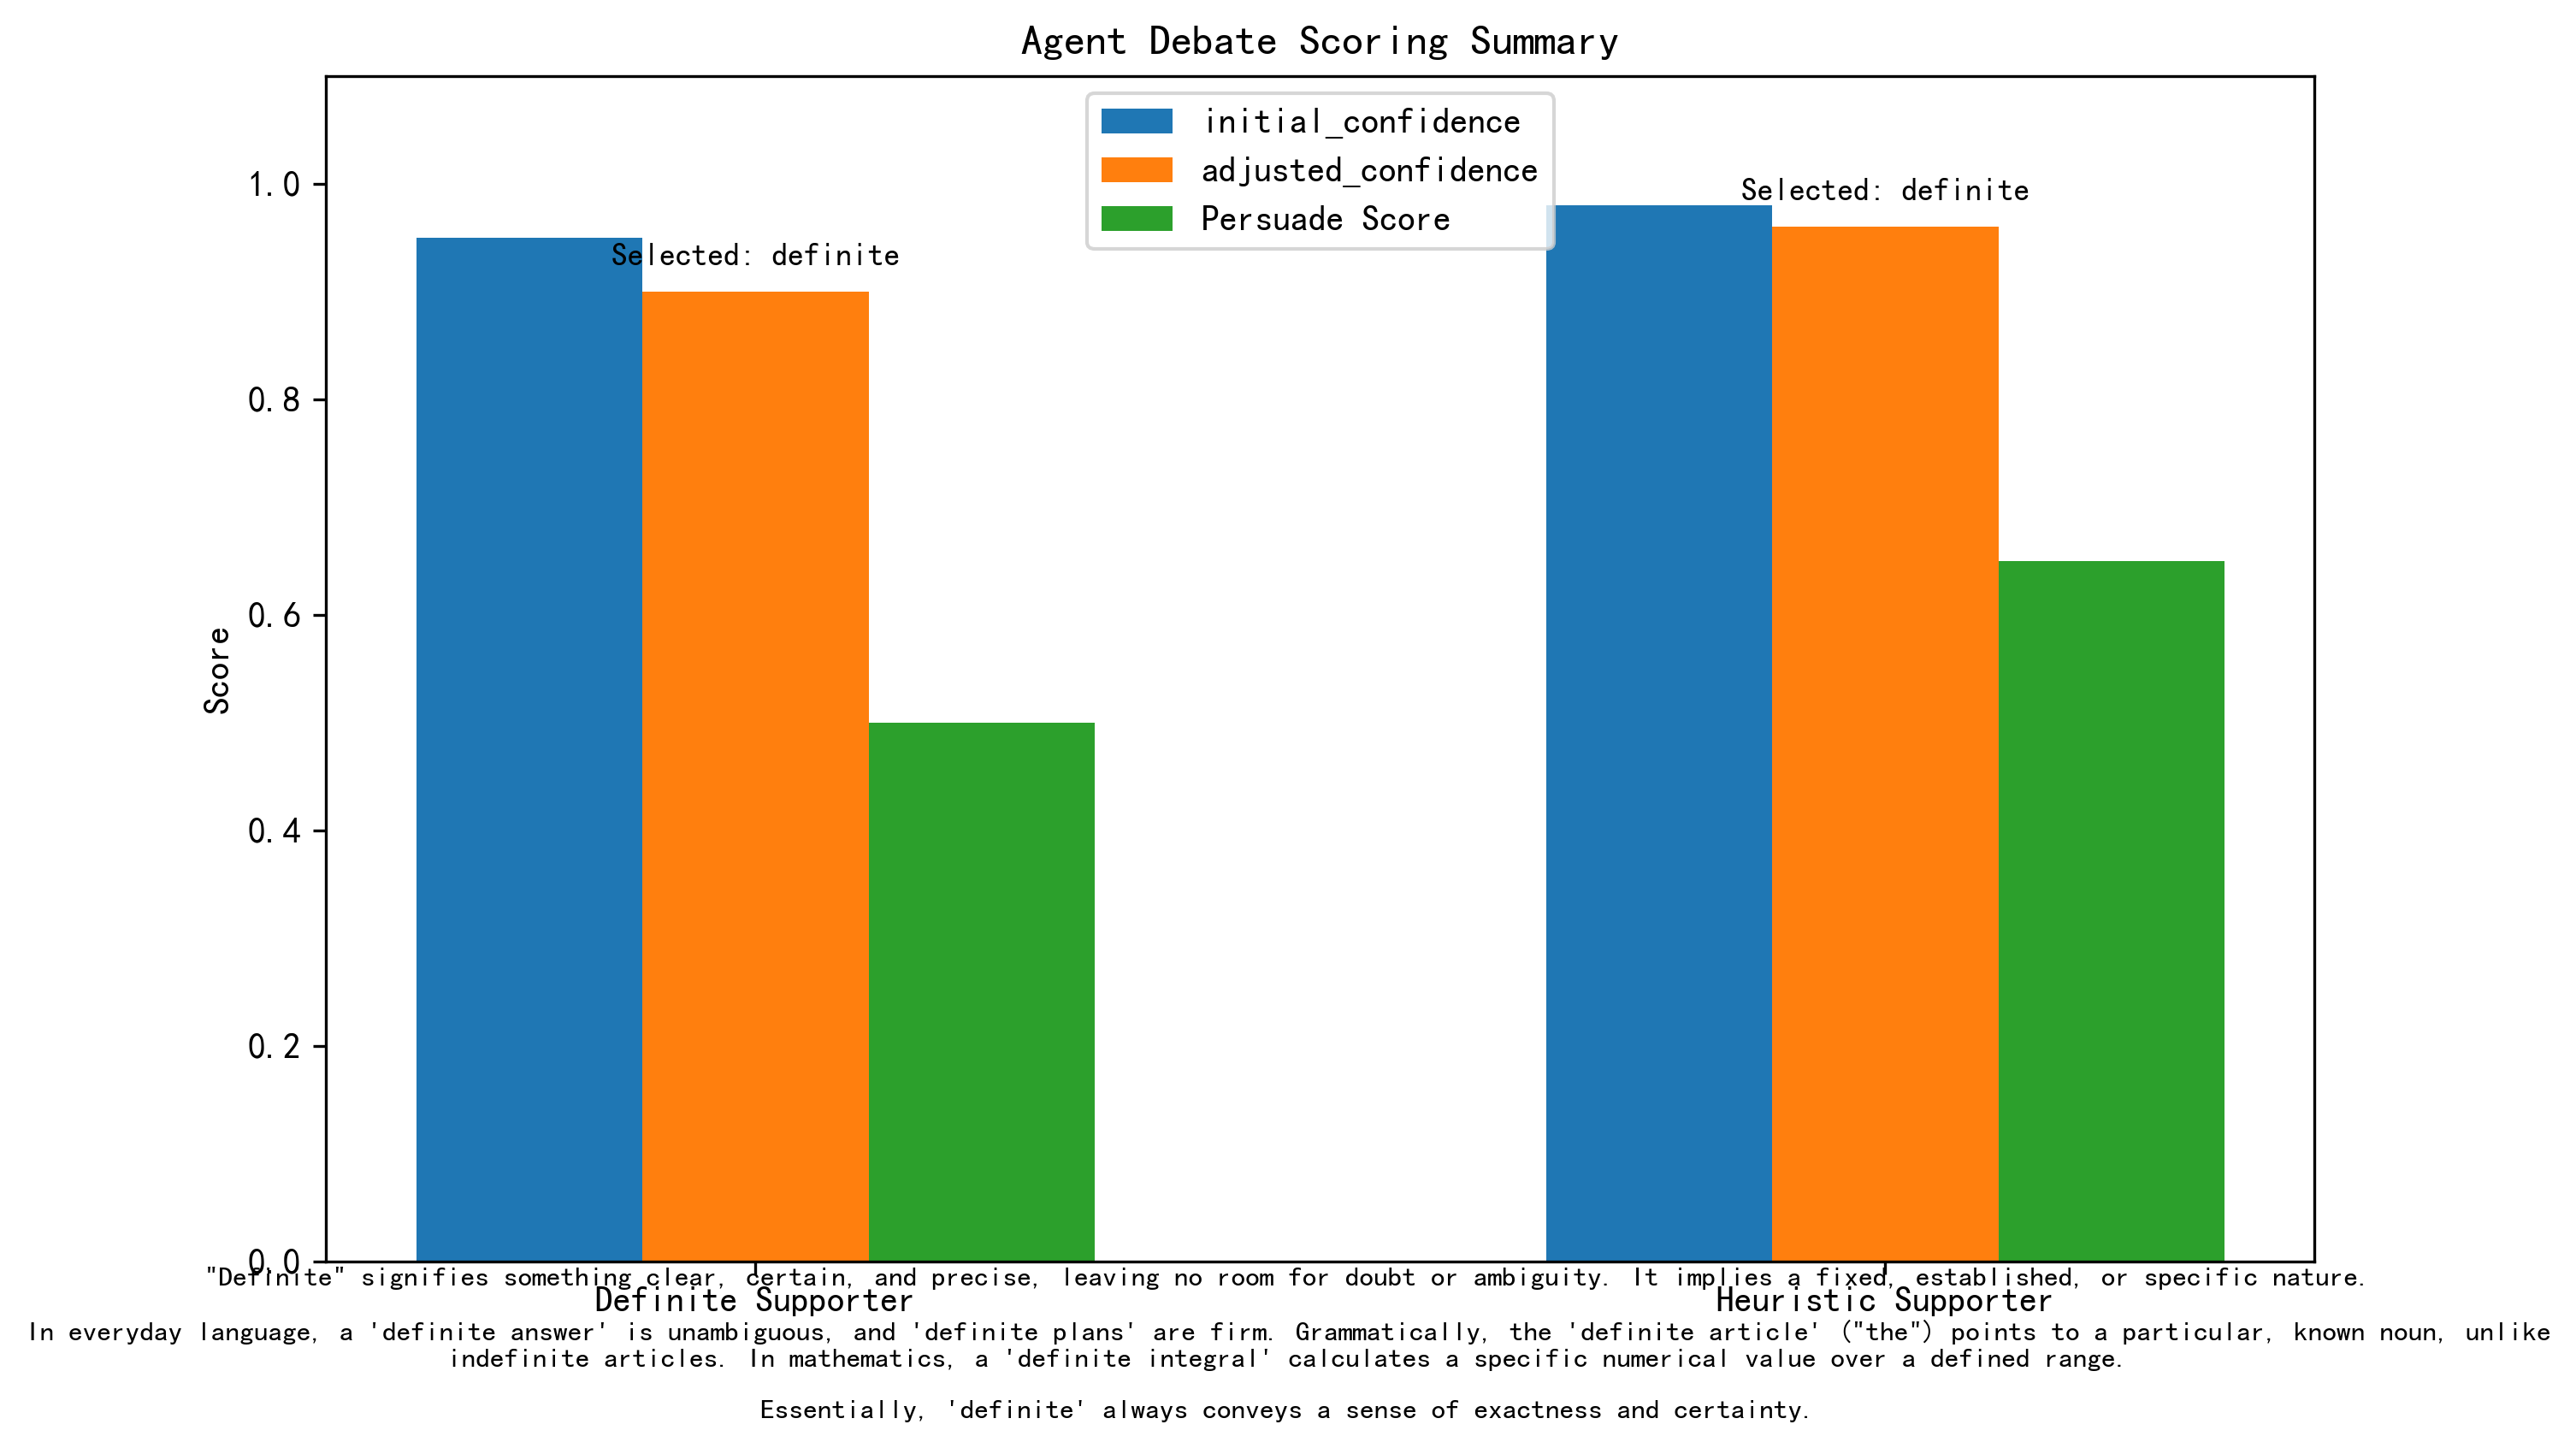 Agent Debate Scoring Summary
initial_confidence
adjusted_confidence
Persuade Score
Selected: definite
Selected: definite
1.0
0.8
0.6
0.4
0.2
0.0
Score
"Definite" signifies something clear, certain, and precise, leaving no room for doubt or ambiguity. It implies a fixed, established, or specific nature.
Definite Supporter
Heuristic Supporter
In everyday language, a 'definite answer' is unambiguous, and 'definite plans' are firm. Grammatically, the 'definite article' ("the") points to a particular, known noun, unlike
indefinite articles. In mathematics, a 'definite integral' calculates a specific numerical value over a defined range.
Essentially, 'definite' always conveys a sense of exactness and certainty.